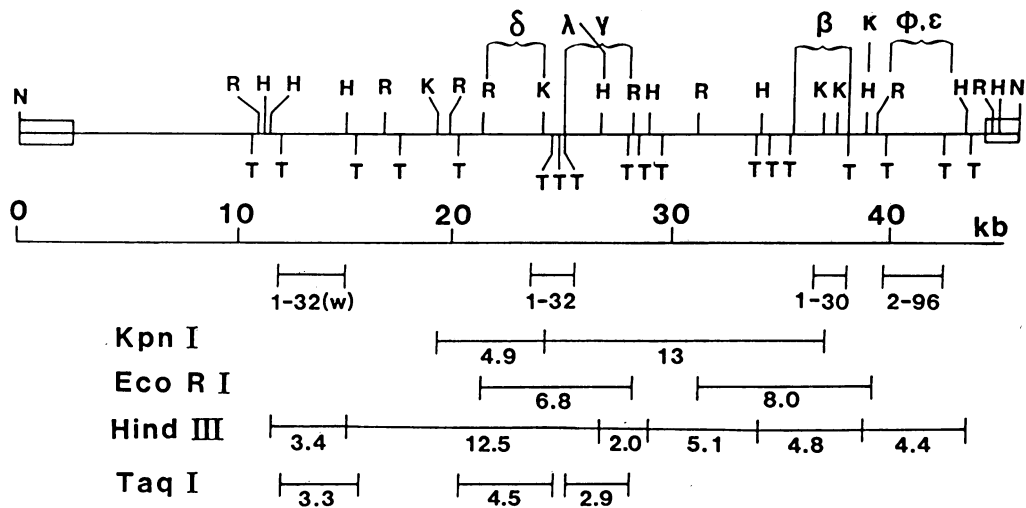 δ λ γ β κ Φ,ε
N R H H H R K R R K H R H R H K K H R H R H N
T T T T T T T T T T T T T T T T T T
0 10 20 30 40 kb
1-32(w) 1-32 1-30 2-96
Kpn I 4.9 13
Eco R I 6.8 8.0
Hind III 3.4 12.5 2.0 5.1 4.8 4.4
Taq I 3.3 4.5 2.9